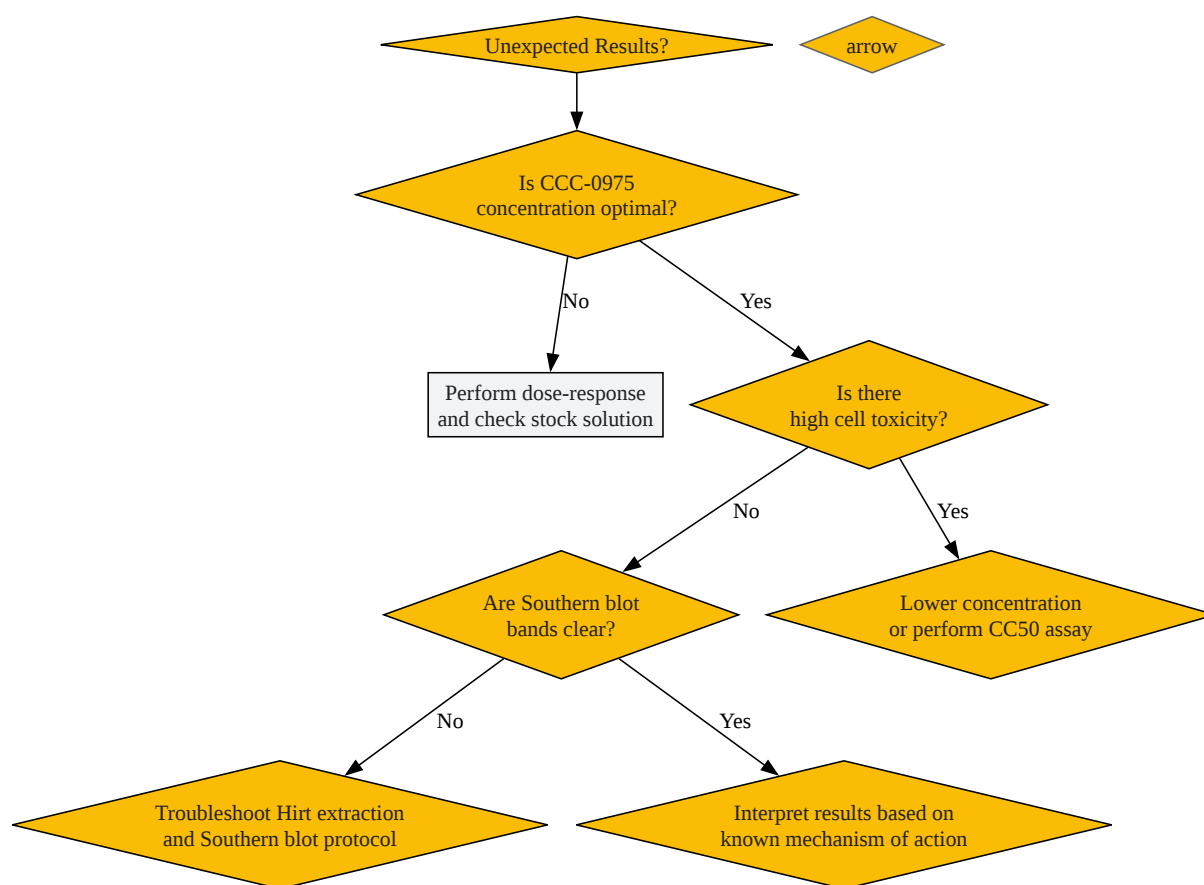 Unexpected Results?
arrow
Is CCC-0975
concentration optimal?
No
Yes
Perform dose-response
and check stock solution
Is there
high cell toxicity?
No
Yes
Are Southern blot
bands clear?
Lower concentration
or perform CC50 assay
No
Yes
Troubleshoot Hirt extraction
and Southern blot protocol
Interpret results based on
known mechanism of action